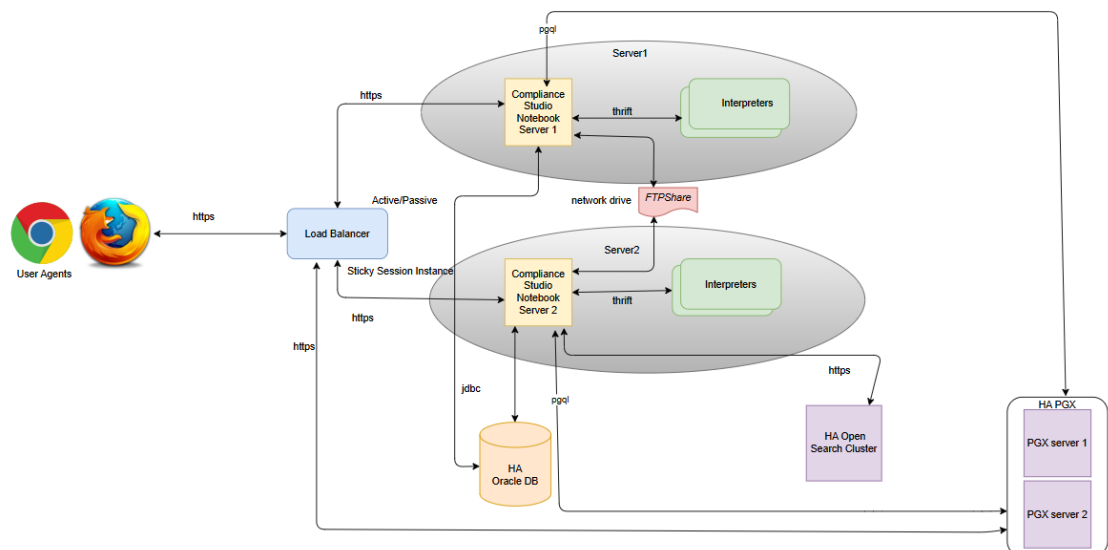 pgql
Server1
https
Compliance
Studio
Notebook
Server 1
thrift
Interpreters
Active/Passive
network drive
FTPShare
https
Load Balancer
User Agents
Server2
Sticky Session Instance
Compliance
Studio
Notebook
Server 2
Interpreters
thrift
https
https
https
jdbc
pgql
HA
Oracle DB
HA Open
Search Cluster
HA PGX
PGX server 1
PGX server 2